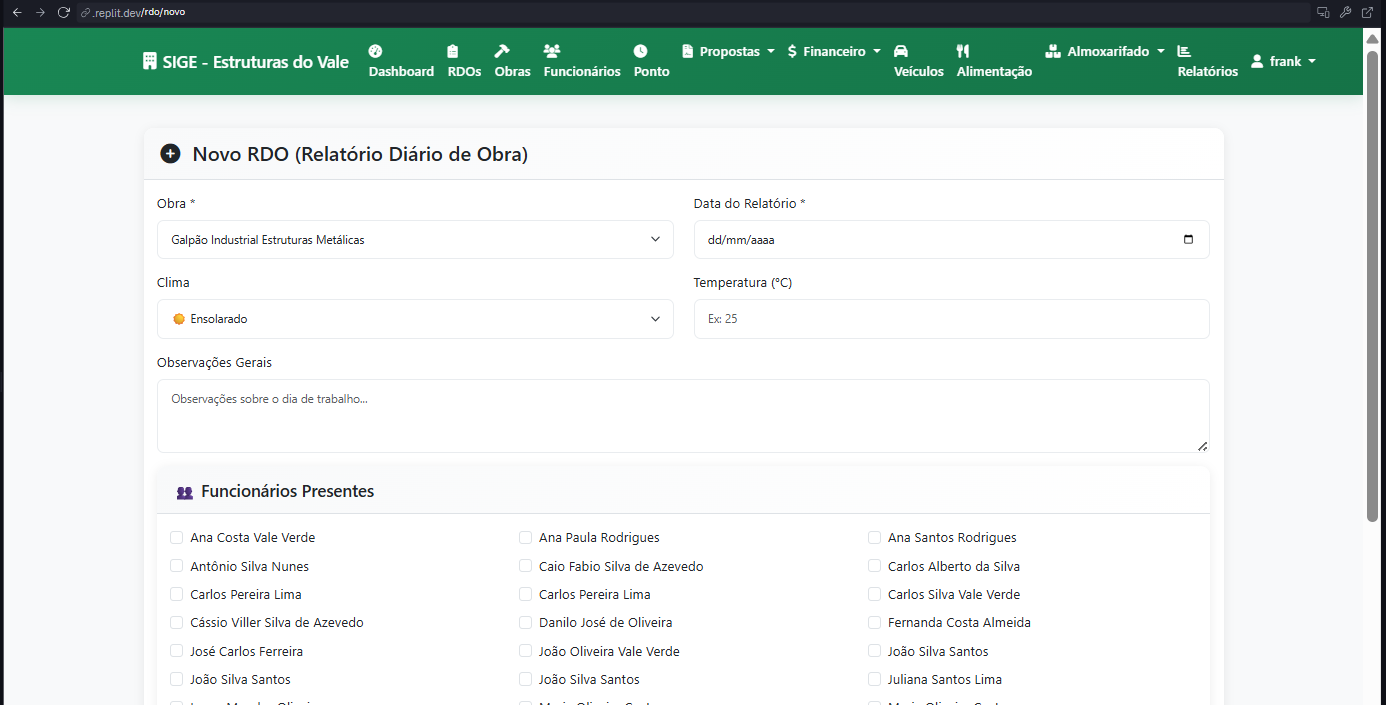 .replit.dev/rdo/novo
SIGE - Estruturas do Vale
Dashboard
RDOs
Obras
Funcionários
Ponto
Propostas
Financeiro
Veículos
Alimentação
Almoxarifado
Relatórios
frank
Novo RDO (Relatório Diário de Obra)
Obra * Data do Relatório *
Galpão Industrial Estruturas Metálicas dd/mm/aaaa
Clima Temperatura (°C)
Ensolarado Ex: 25
Observações Gerais
Observações sobre o dia de trabalho...
Funcionários Presentes
Ana Costa Vale Verde Ana Paula Rodrigues Ana Santos Rodrigues
Antônio Silva Nunes Caio Fabio Silva de Azevedo Carlos Alberto da Silva
Carlos Pereira Lima Carlos Pereira Lima Carlos Silva Vale Verde
Cássio Viller Silva de Azevedo Danilo José de Oliveira Fernanda Costa Almeida
José Carlos Ferreira João Oliveira Vale Verde João Silva Santos
João Silva Santos João Silva Santos Juliana Santos Lima